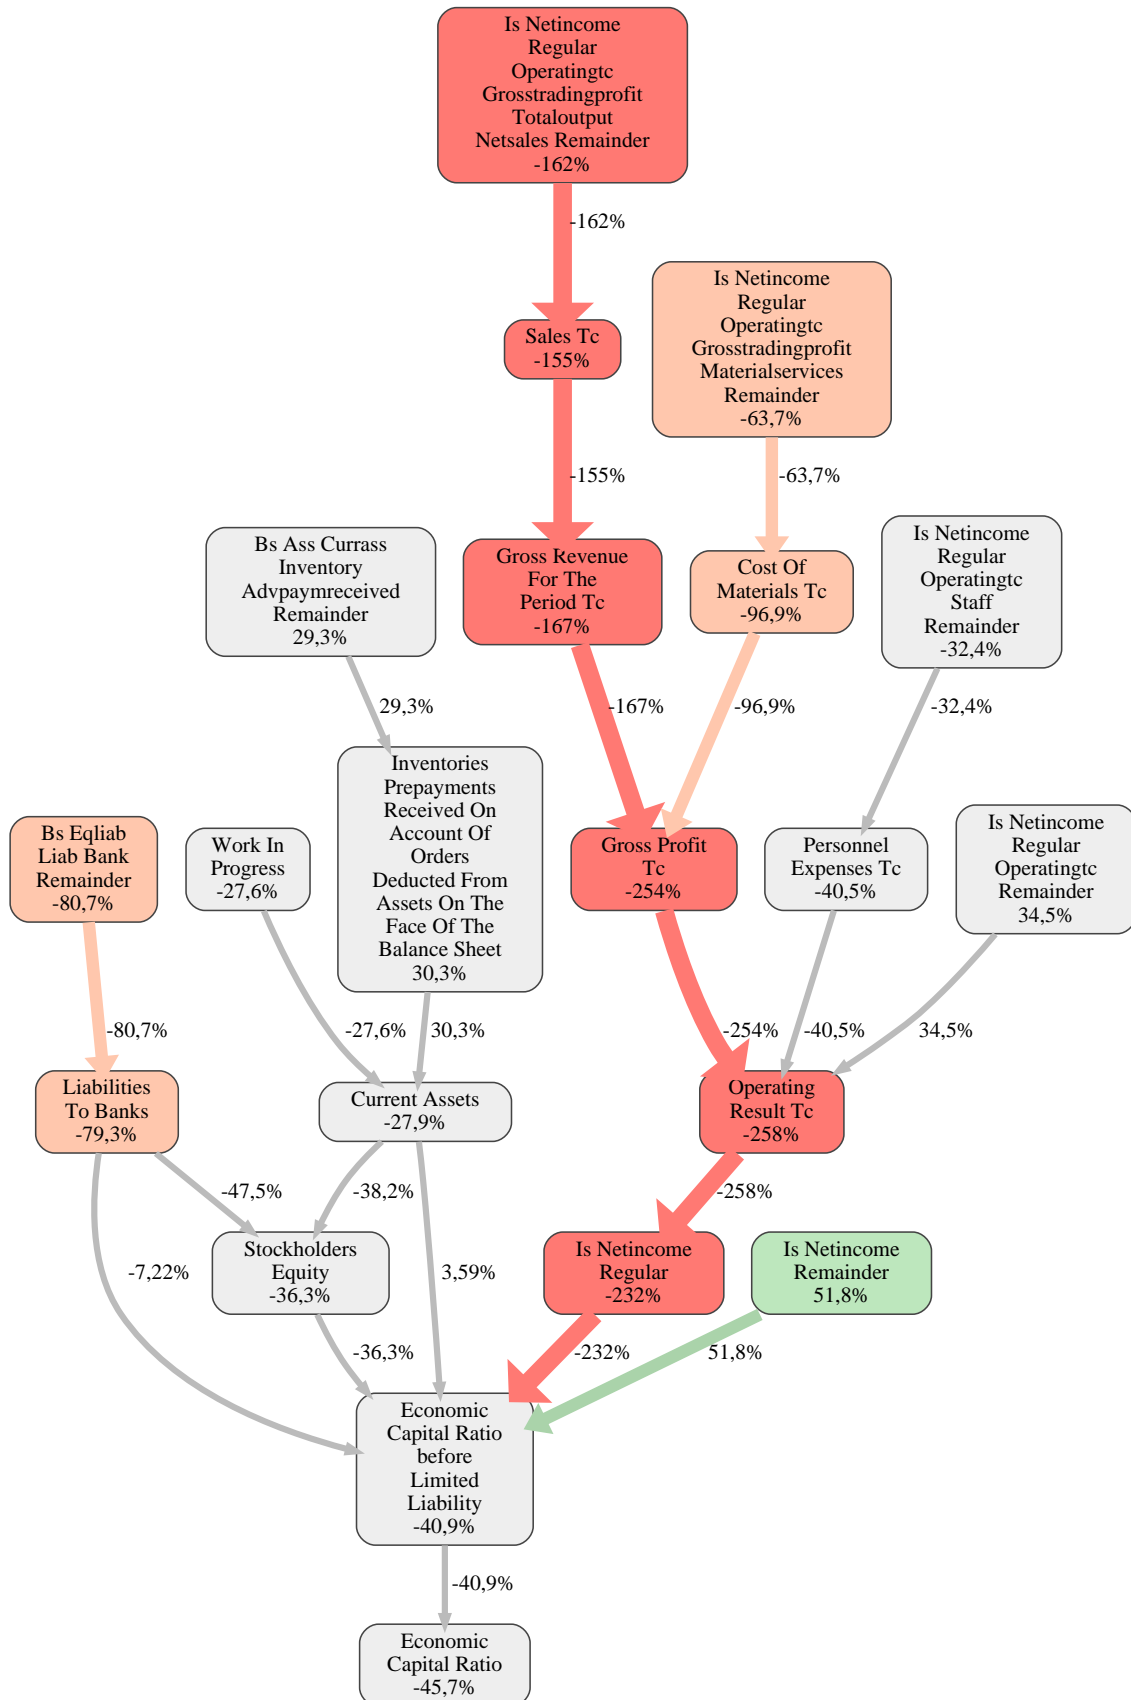 Is Netincome
Regular
Operatingtc
Grosstradingprofit
Totaloutput
Netsales Remainder
-162%
-162%
Sales Tc
-155%
Is Netincome
Regular
Operatingtc
Grosstradingprofit
Materialservices
Remainder
-63,7%
-155%
-63,7%
Bs Ass Currass
Inventory
Advpaymreceived
Remainder
29,3%
Gross Revenue
For The
Period Tc
-167%
Cost Of
Materials Tc
-96,9%
Is Netincome
Regular
Operatingtc
Staff
Remainder
-32,4%
29,3%
-167%
-96,9%
-32,4%
Bs Eqliab
Liab Bank
Remainder
-80,7%
Work In
Progress
-27,6%
Inventories
Prepayments
Received On
Account Of
Orders
Deducted From
Assets On The
Face Of The
Balance Sheet
30,3%
Gross Profit
Tc
-254%
Personnel
Expenses Tc
-40,5%
Is Netincome
Regular
Operatingtc
Remainder
34,5%
-80,7%
-27,6%
30,3%
-254%
-40,5%
34,5%
Liabilities
To Banks
-79,3%
Current Assets
-27,9%
Operating
Result Tc
-258%
-47,5%
-38,2%
-258%
-7,22%
Stockholders
Equity
-36,3%
3,59%
Is Netincome
Regular
-232%
Is Netincome
Remainder
51,8%
-36,3%
-232%
51,8%
Economic
Capital Ratio
before
Limited
Liability
-40,9%
-40,9%
Economic
Capital Ratio
-45,7%